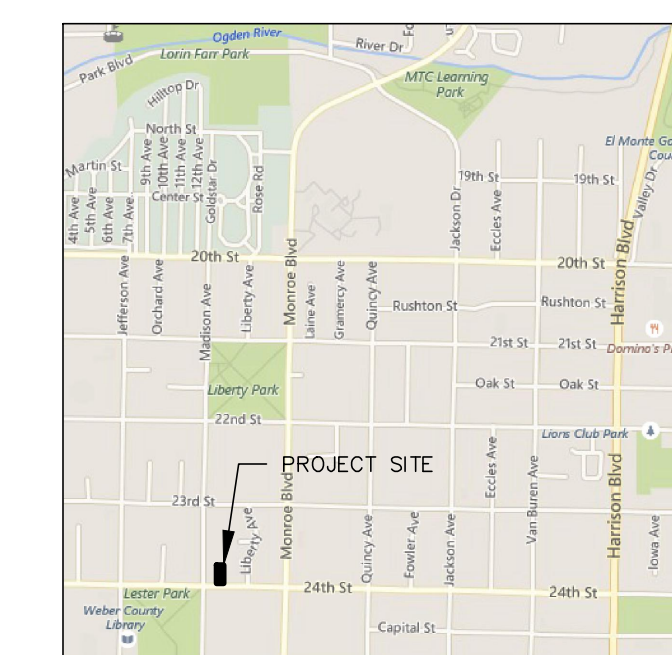 Ogden River
River Dr
Lorin Farr Park
Park Blvd
MTC Learning
Park
Hilltop Dr
North St
El Monte Go
Cou
Martin St
9th Ave
10th Ave
11th Ave
12th Ave
Goldstar Dr
Rose Rd
Center St
19th St
19th St
Valley Dr
4th Ave
5th Ave
6th Ave
7th Ave
Jackson Dr
Eccles Ave
20th St
Monroe Blvd
20th St
Harrison Blvd
Jefferson Ave
Orchard Ave
Madison Ave
Liberty Ave
Laine Ave
Gramercy Ave
Quincy Ave
Rushton St
Rushton St
21st St
21st St
Domino's P
Liberty Park
Oak St
Oak St
22nd St
Lions Club Park
PROJECT SITE
23rd St
Monroe Blvd
Liberty Ave
Eccles Ave
Van Buren Ave
Harrison Blvd
Quincy Ave
Fowler Ave
Jackson Ave
Iowa Ave
24th St
24th St
Lester Park
Weber County
Library
Capital St